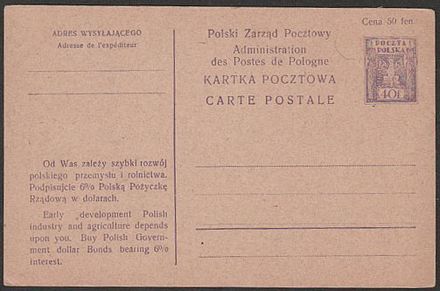 Cena 50 fen.
ADRES WYSYŁAJĄCEGO
Adresse de l'expéditeur
Polski Zarząd Pocztowy
Administration
des Postes de Pologne
KARTKA POCZTOWA
CARTE POSTALE
POCZTA
POLSKA
40 F.
Od Was zależy szybki rozwój
polskiego przemysłu i rolnictwa.
Podpisujcie 6% Polską Pożyczkę
Rządową w dolarach.
Early „development Polish
industry and agriculture depends
upon you. Buy Polish Govern-
ment dollar Bonds bearing 6%
interest.